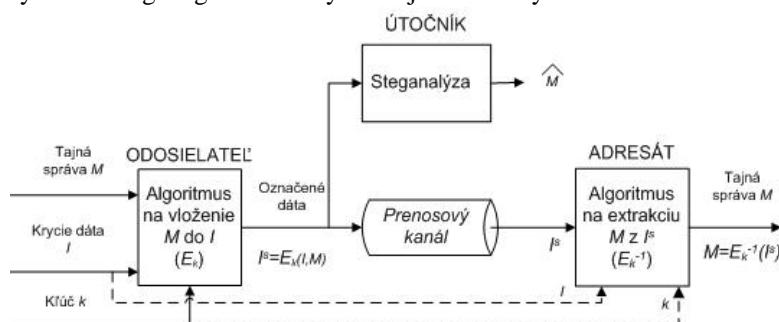 ÚTOČNÍK
Steganalýza
M̂
Tajná
správa M
ODOSIELATEĽ
Algoritmus
na vloženie
M do I
(Eₖ)
Krycie dáta
I
Kľúč k
Označené
dáta
Iˢ=Eₖ(I,M)
Prenosový
kanál
Iˢ
ADRESÁT
Algoritmus
na extrakciu
M z Iˢ
(Eₖ⁻¹)
I
k
Tajná
správa M
M=Eₖ⁻¹(Iˢ)